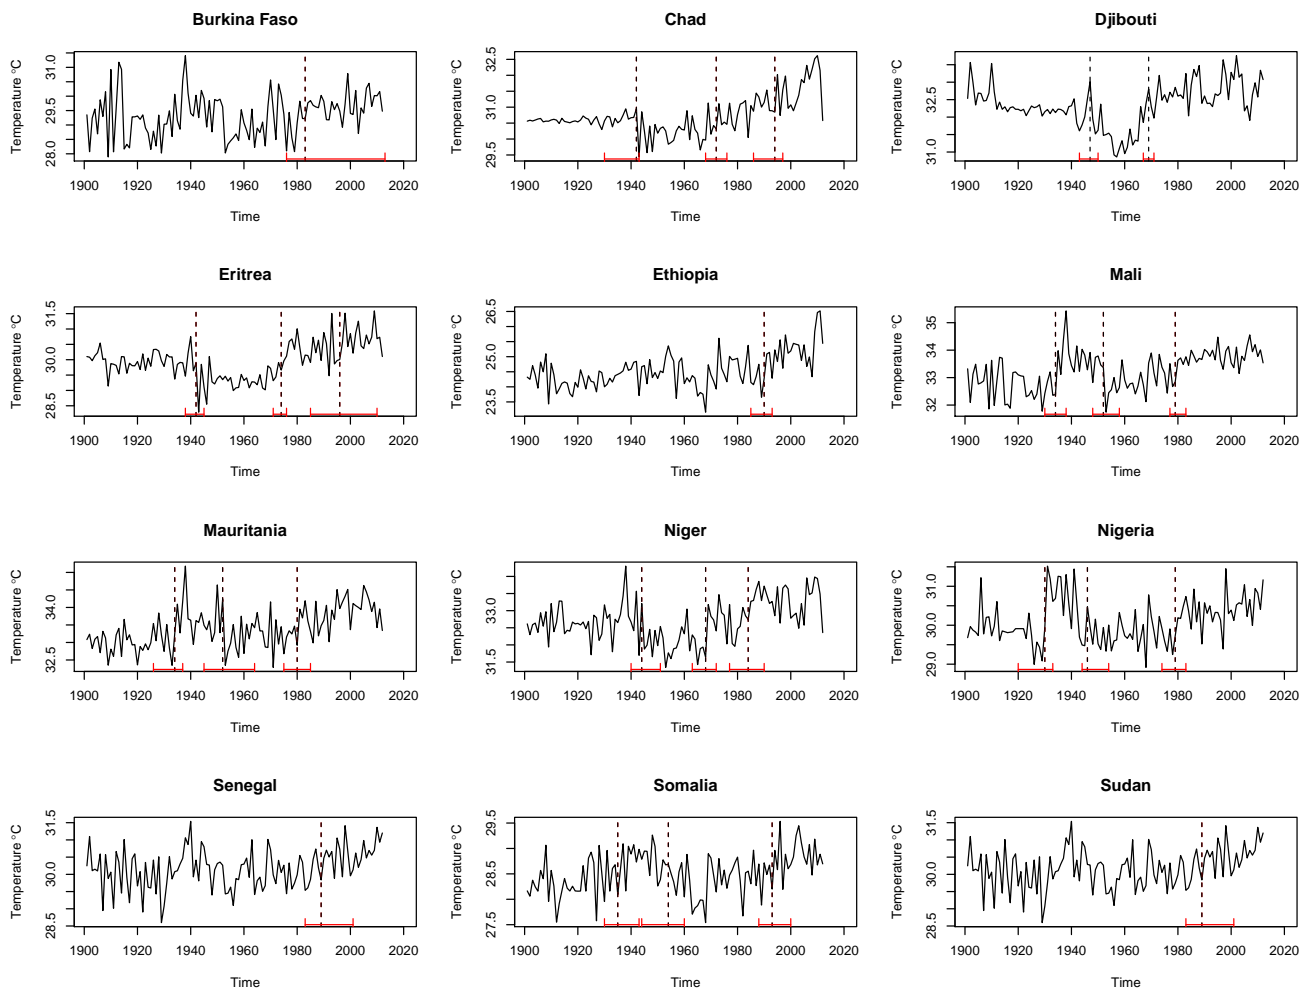 Burkina Faso
Temperature °C
28.0 29.5 31.0
1900 1920 1940 1960 1980 2000 2020
Time
Chad
Temperature °C
29.5 31.0 32.5
1900 1920 1940 1960 1980 2000 2020
Time
Djibouti
Temperature °C
31.0 32.5
1900 1920 1940 1960 1980 2000 2020
Time
Eritrea
Temperature °C
28.5 30.0 31.5
1900 1920 1940 1960 1980 2000 2020
Time
Ethiopia
Temperature °C
23.5 25.0 26.5
1900 1920 1940 1960 1980 2000 2020
Time
Mali
Temperature °C
32 33 34 35
1900 1920 1940 1960 1980 2000 2020
Time
Mauritania
Temperature °C
32.5 34.0
1900 1920 1940 1960 1980 2000 2020
Time
Niger
Temperature °C
31.5 33.0
1900 1920 1940 1960 1980 2000 2020
Time
Nigeria
Temperature °C
29.0 30.0 31.0
1900 1920 1940 1960 1980 2000 2020
Time
Senegal
Temperature °C
28.5 30.0 31.5
1900 1920 1940 1960 1980 2000 2020
Time
Somalia
Temperature °C
27.5 28.5 29.5
1900 1920 1940 1960 1980 2000 2020
Time
Sudan
Temperature °C
28.5 30.0 31.5
1900 1920 1940 1960 1980 2000 2020
Time